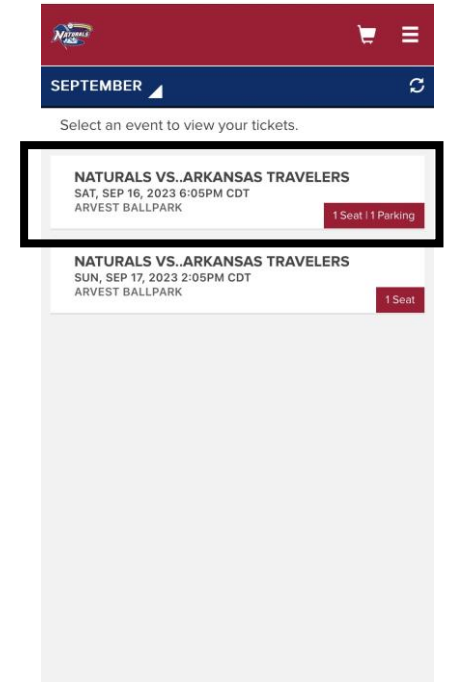 NATURALS
SEPTEMBER
Select an event to view your tickets.
NATURALS VS..ARKANSAS TRAVELERS
SAT, SEP 16, 2023 6:05PM CDT
ARVEST BALLPARK
1 Seat | 1 Parking
NATURALS VS..ARKANSAS TRAVELERS
SUN, SEP 17, 2023 2:05PM CDT
ARVEST BALLPARK
1 Seat